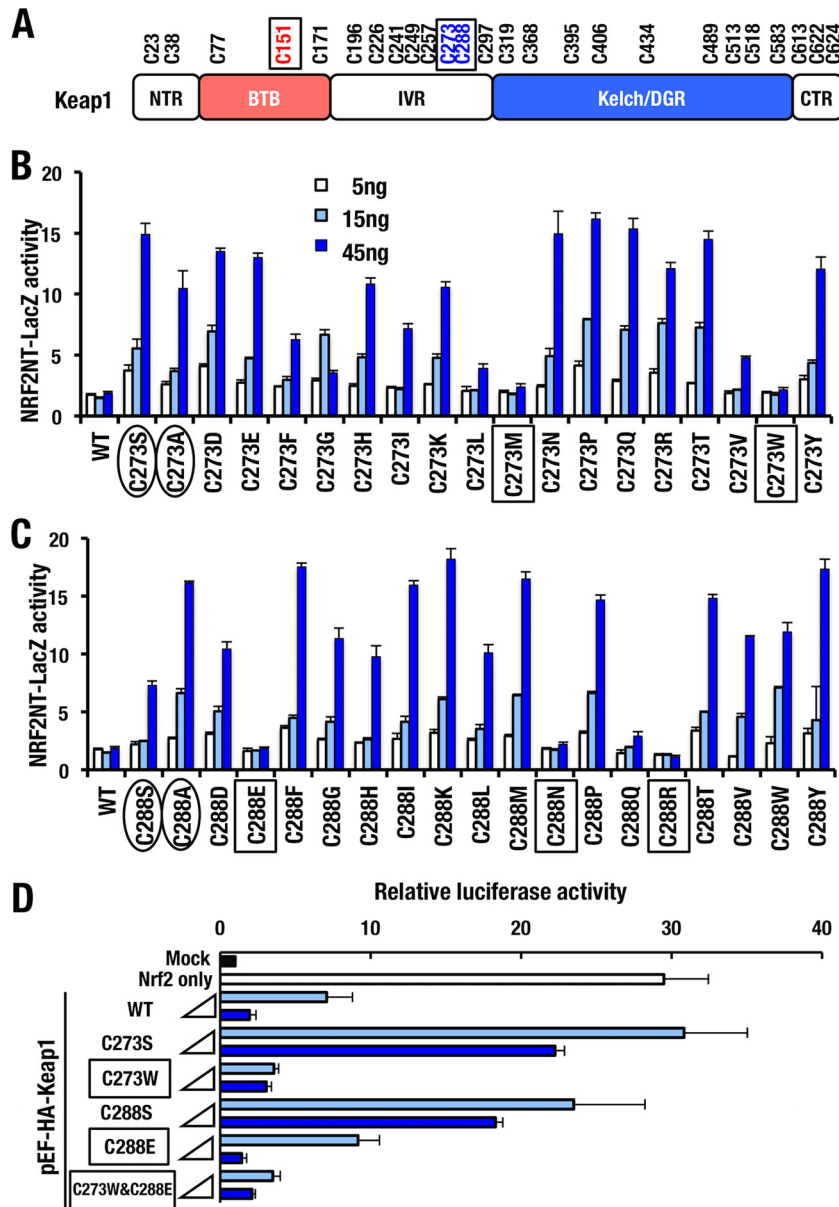 A
C23 C38 C77 C151 C171 C196 C226 C241 C249 C257 C273 C288 C297 C319 C368 C395 C406 C434 C489 C513 C518 C583 C613 C622 C624
Keap1 NTR BTB IVR Kelch/DGR CTR
B
NRF2NT-LacZ activity
20
15
10
5
0
5ng
15ng
45ng
WT C273S C273A C273D C273E C273F C273G C273H C273I C273K C273L C273M C273N C273P C273Q C273R C273T C273V C273W C273Y
C
NRF2NT-LacZ activity
20
15
10
5
0
WT C288S C288A C288D C288E C288F C288G C288H C288I C288K C288L C288M C288N C288P C288Q C288R C288T C288V C288W C288Y
D
Relative luciferase activity
0 10 20 30 40
Mock
Nrf2 only
pEF-HA-Keap1
WT
C273S
C273W
C288S
C288E
C273W&C288E